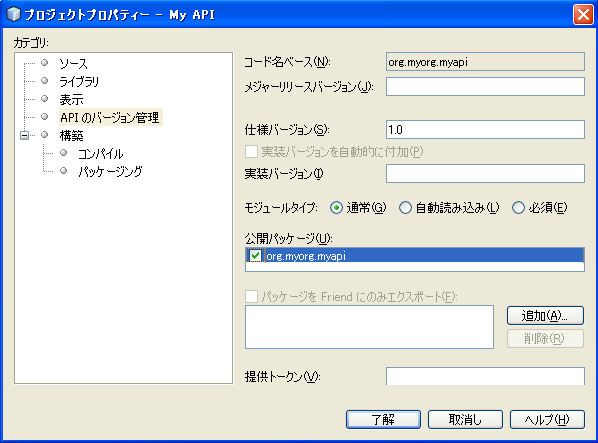 プロジェクトプロパティー - My API
カテゴリ:
ソース
ライブラリ
表示
APIのバージョン管理
構築
コンパイル
パッケージング
コード名ベース(N):
org.myorg.myapi
メジャーリリースバージョン(J):
仕様バージョン(S):
1.0
実装バージョンを自動的に付加(P)
実装バージョン(I)
モジュールタイプ: 通常(G) 自動読み込み(L) 必須(E)
公開パッケージ(U):
org.myorg.myapi
パッケージを Friend にのみエクスポート(F):
追加(A)...
削除(R)
提供トークン(V):
了解 取消し ヘルプ(H)